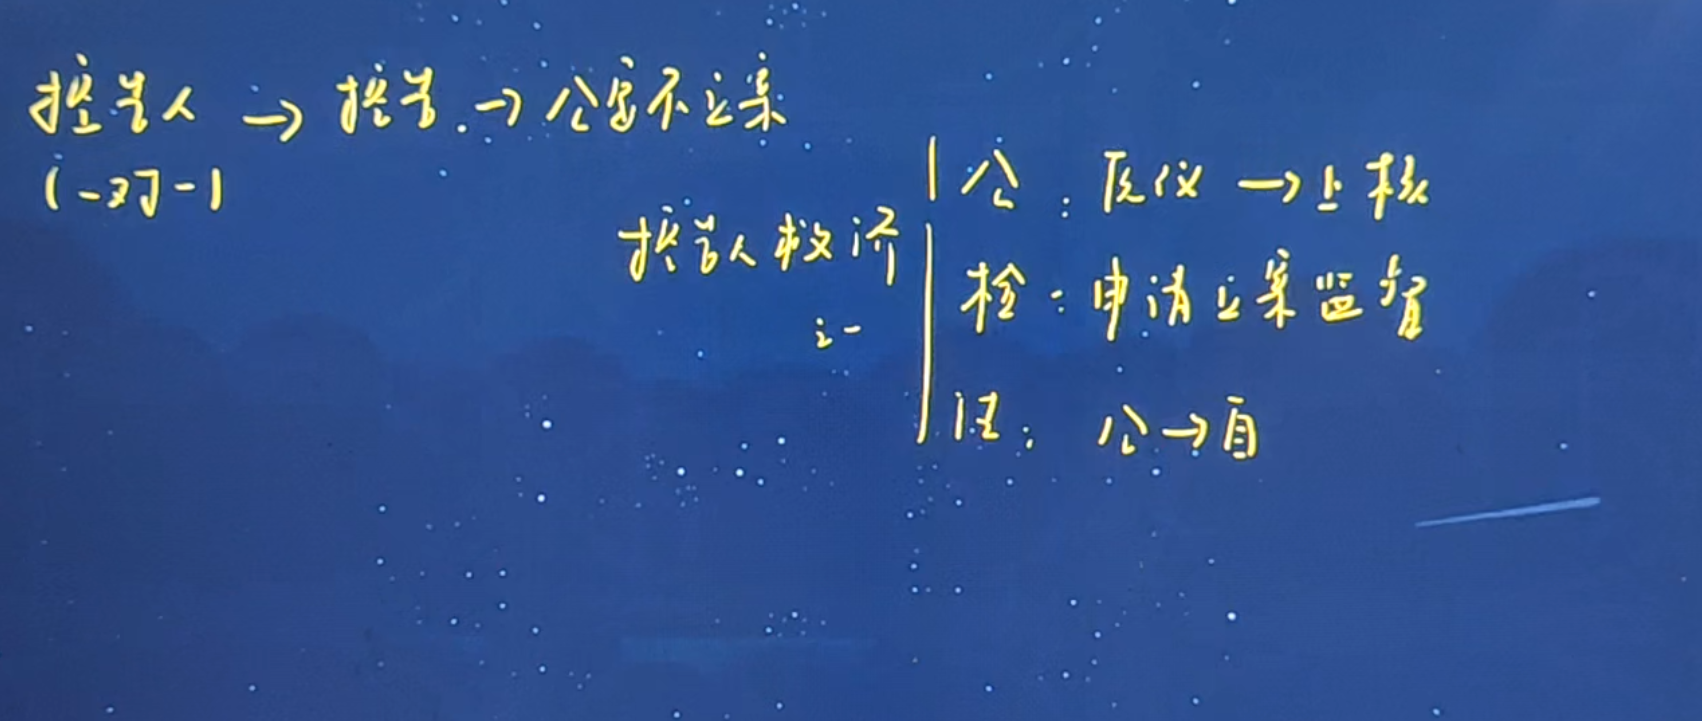 控告人 → 控告 → 公安不立案
(一对一)
公：复议 → 上核
控告人救济
之一
检：申请立案监督
法：公→自